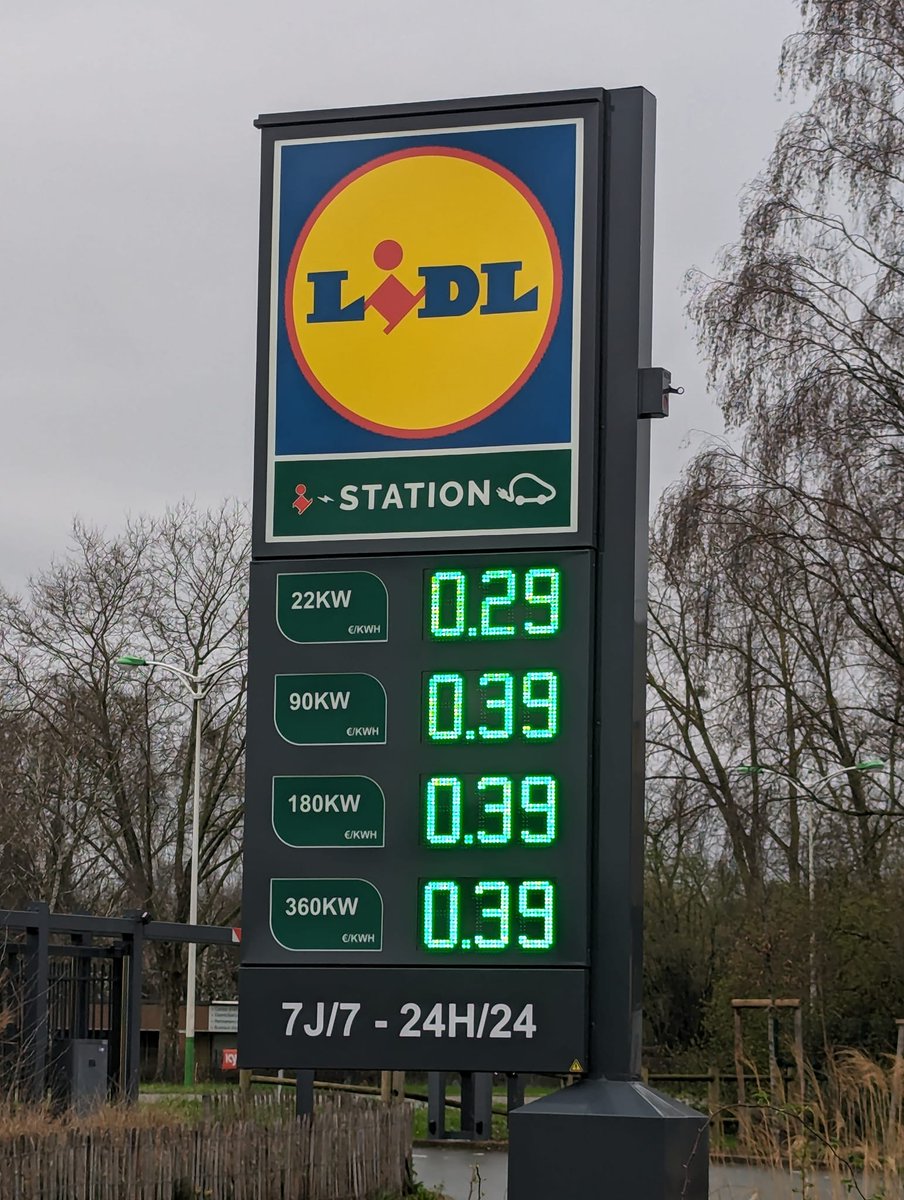 LIDL
STATION
22KW
€/KWH
0.29
90KW
€/KWH
0.39
180KW
€/KWH
0.39
360KW
€/KWH
0.39
7J/7 - 24H/24